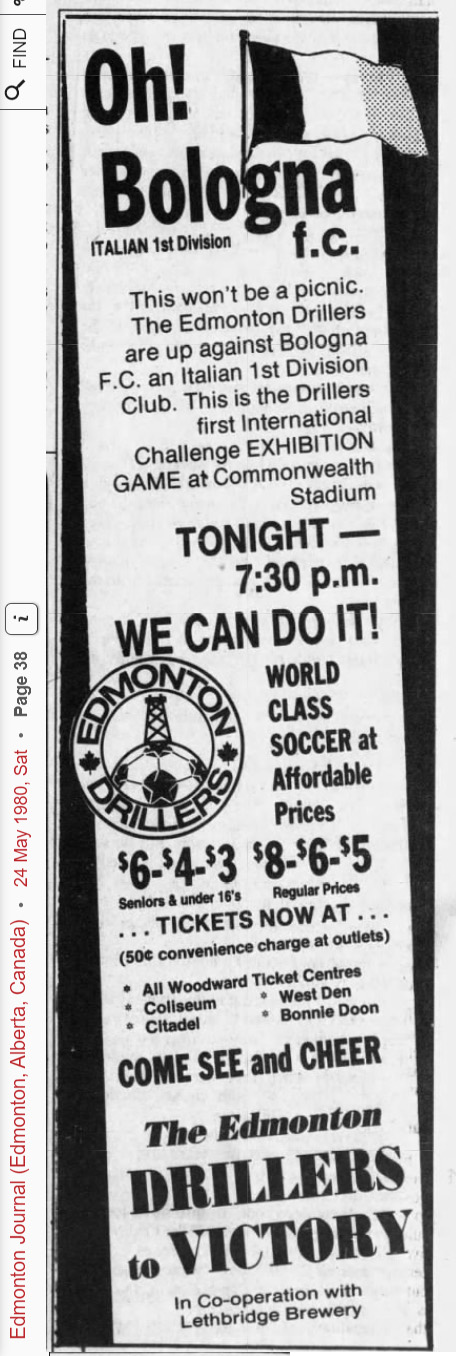 FIND
Edmonton Journal (Edmonton, Alberta, Canada) • 24 May 1980, Sat • Page 38
i
Oh!
Bologna
ITALIAN 1st Division
f.c.
This won't be a picnic.
The Edmonton Drillers
are up against Bologna
F.C. an Italian 1st Division
Club. This is the Drillers
first International
Challenge EXHIBITION
GAME at Commonwealth
Stadium
TONIGHT —
7:30 p.m.
WE CAN DO IT!
EDMONTON
DRILLERS
WORLD
CLASS
SOCCER at
Affordable
Prices
$6-$4-$3 $8-$6-$5
Seniors & under 16's Regular Prices
. . . TICKETS NOW AT . . .
(50¢ convenience charge at outlets)
* All Woodward Ticket Centres
* Coliseum * West Den
* Citadel * Bonnie Doon
COME SEE and CHEER
The Edmonton
DRILLERS
to VICTORY
In Co-operation with
Lethbridge Brewery